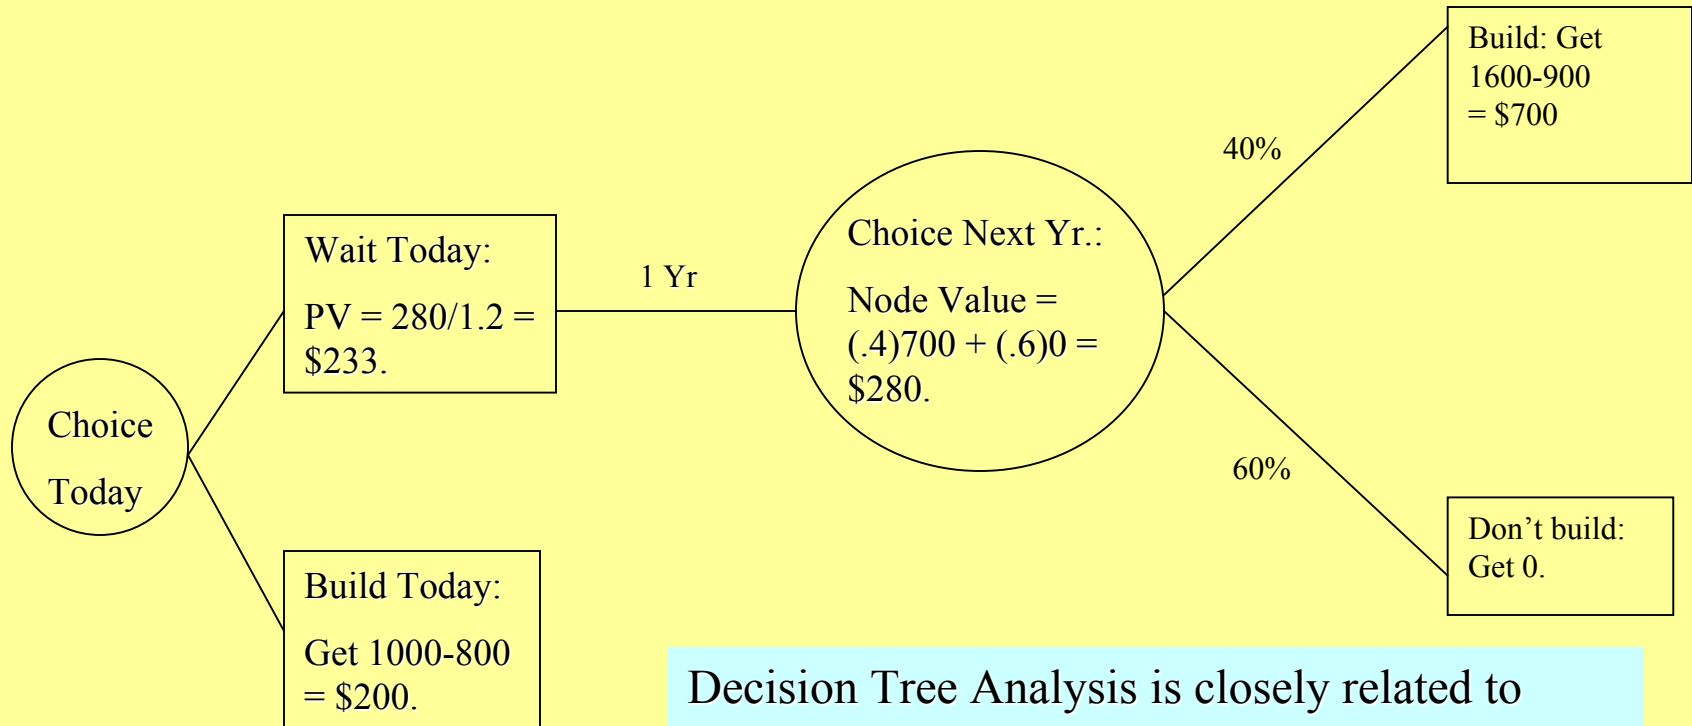 Choice
Today
Wait Today:
PV = 280/1.2 =
$233.
Build Today:
Get 1000-800
= $200.
1 Yr
Choice Next Yr.:
Node Value =
(.4)700 + (.6)0 =
$280.
40%
60%
Build: Get
1600-900
= $700
Don’t build:
Get 0.
Decision Tree Analysis is closely related to